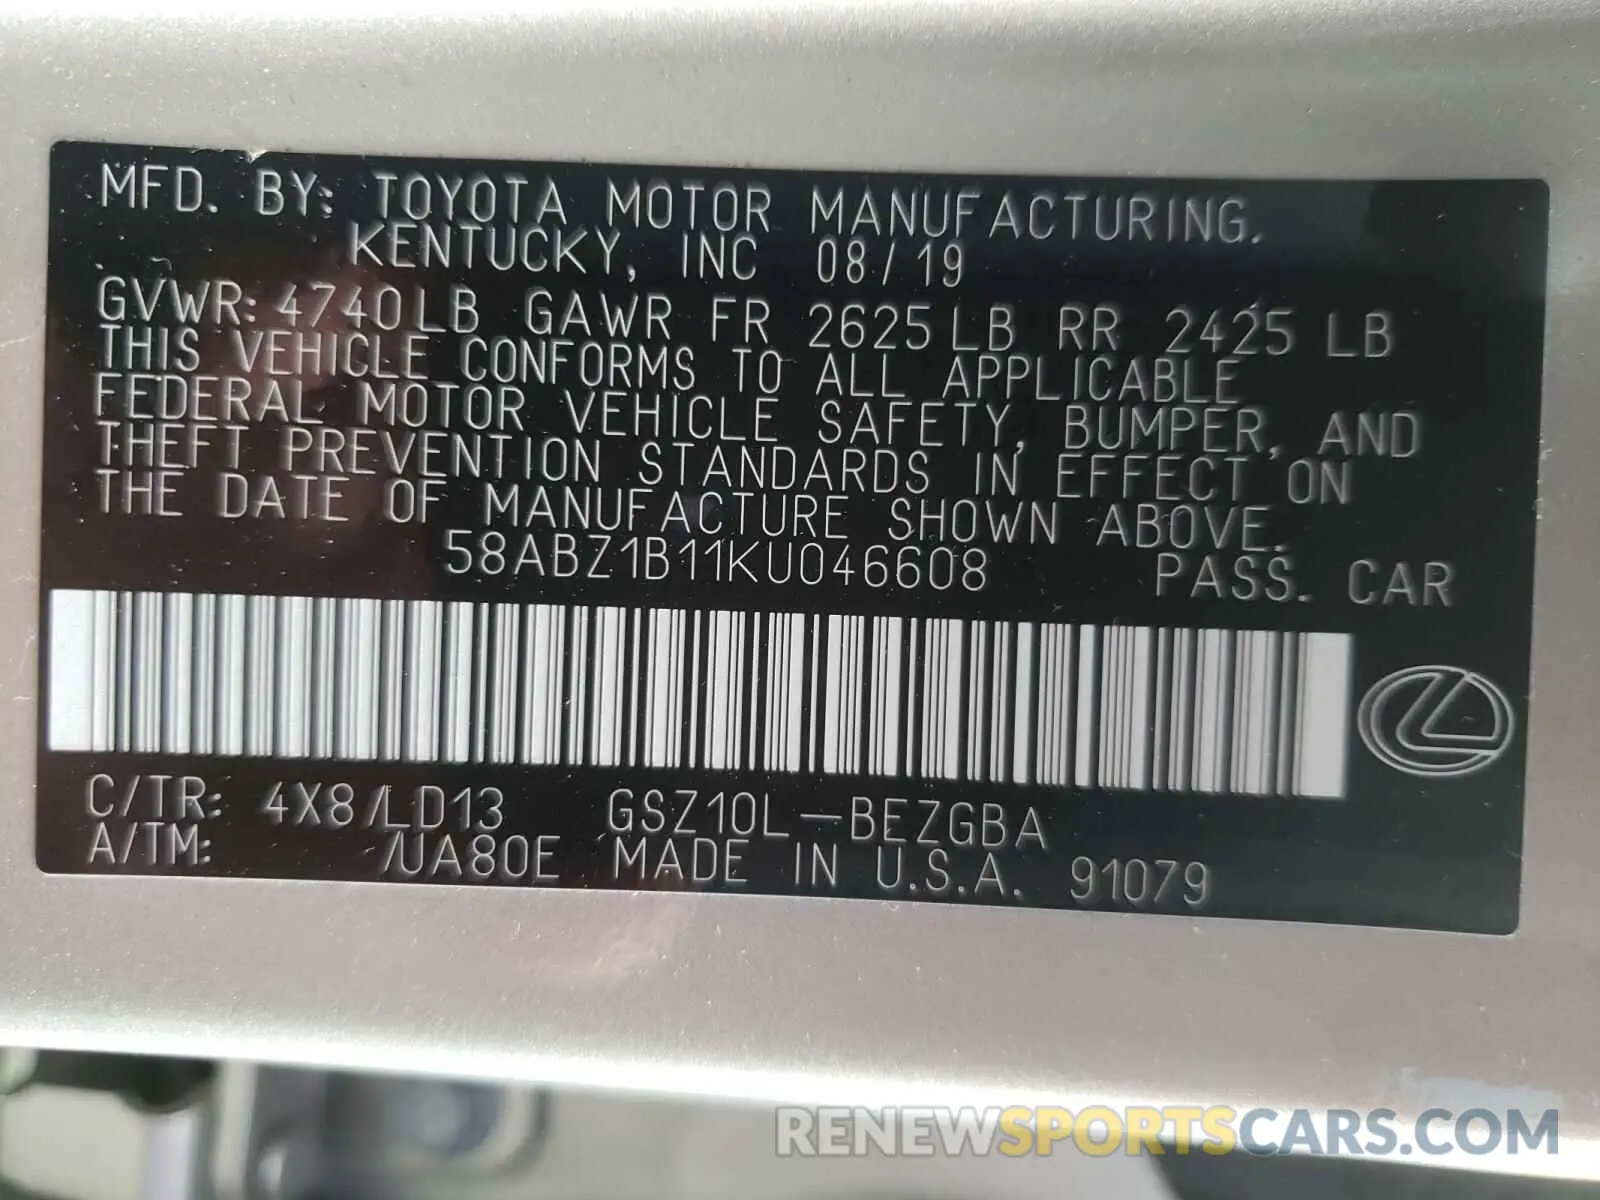 MFD. BY: TOYOTA MOTOR MANUFACTURING.
KENTUCKY, INC 08/19
GVWR: 4740LB GAWR FR 2625LB RR 2425 LB
THIS VEHICLE CONFORMS TO ALL APPLICABLE
FEDERAL MOTOR VEHICLE SAFETY, BUMPER, AND
THEFT PREVENTION STANDARDS IN EFFECT ON
THE DATE OF MANUFACTURE SHOWN ABOVE.
58ABZ1B11KU046608 PASS. CAR
C/TR: 4X8/LD13 GSZ10L-BEZGBA
A/TM: /UA80E MADE IN U.S.A. 91079
RENEWSPORTSCARS.COM